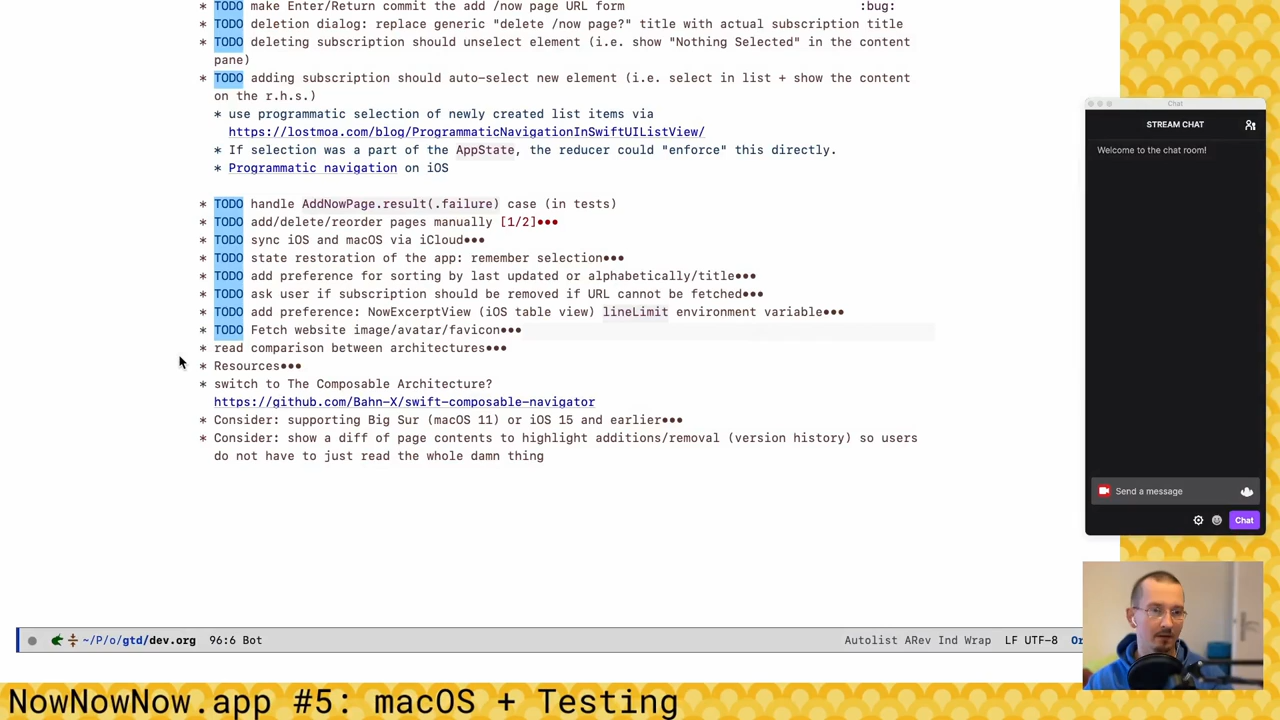 * TODO make Enter/Return commit the add /now page URL form :bug:
* TODO deletion dialog: replace generic "delete /now page?" title with actual subscription title
* TODO deleting subscription should unselect element (i.e. show "Nothing Selected" in the content
pane)
* TODO adding subscription should auto-select new element (i.e. select in list + show the content
on the r.h.s.)
* use programmatic selection of newly created list items via
https://lostmoa.com/blog/ProgrammaticNavigationInSwiftUIListView/
* If selection was a part of the AppState, the reducer could "enforce" this directly.
* Programmatic navigation on iOS
* TODO handle AddNowPage.result(.failure) case (in tests)
* TODO add/delete/reorder pages manually [1/2]•••
* TODO sync iOS and macOS via iCloud•••
* TODO state restoration of the app: remember selection•••
* TODO add preference for sorting by last updated or alphabetically/title•••
* TODO ask user if subscription should be removed if URL cannot be fetched•••
* TODO add preference: NowExcerptView (iOS table view) lineLimit environment variable•••
* TODO Fetch website image/avatar/favicon•••
* read comparison between architectures•••
* Resources•••
* switch to The Composable Architecture?
https://github.com/Bahn-X/swift-composable-navigator
* Consider: supporting Big Sur (macOS 11) or iOS 15 and earlier•••
* Consider: show a diff of page contents to highlight additions/removal (version history) so users
do not have to just read the whole damn thing
~/P/o/gtd/dev.org 96:6 Bot
Autolist ARev Ind Wrap LF UTF-8 Or
Chat
STREAM CHAT
Welcome to the chat room!
Send a message
Chat
NowNowNow.app #5: macOS + Testing